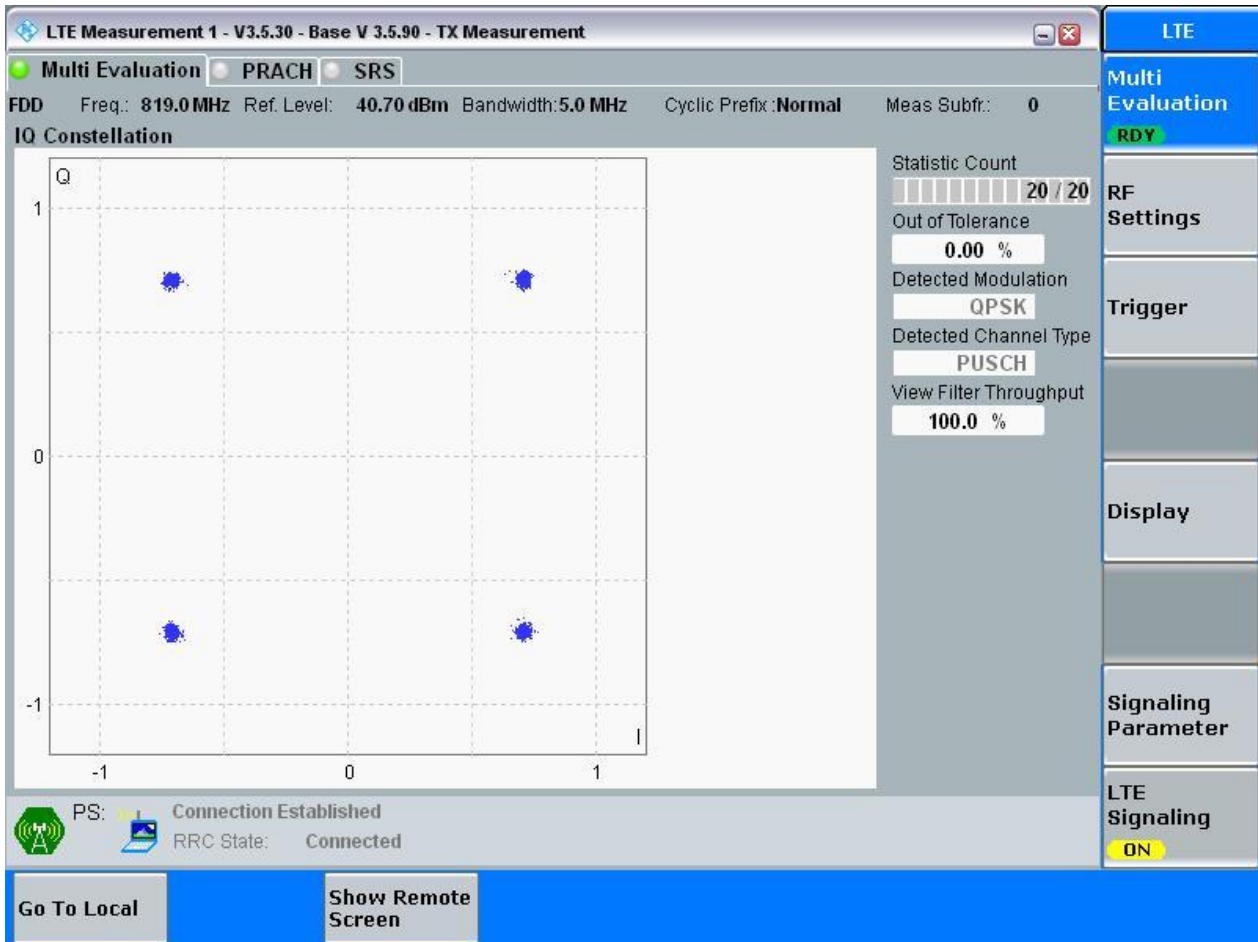 LTE Measurement 1 - V3.5.30 - Base V 3.5.90 - TX Measurement
LTE
Multi Evaluation PRACH SRS
Multi
Evaluation
RDY
FDD Freq.: 819.0 MHz Ref. Level: 40.70 dBm Bandwidth:5.0 MHz Cyclic Prefix :Normal Meas Subfr.: 0
IQ Constellation
Q
1
0
-1
I
-1 0 1
Statistic Count
20 / 20
Out of Tolerance
0.00 %
Detected Modulation
QPSK
Detected Channel Type
PUSCH
View Filter Throughput
100.0 %
RF
Settings
Trigger
Display
Signaling
Parameter
LTE
Signaling
ON
PS: Connection Established
RRC State: Connected
Go To Local
Show Remote
Screen